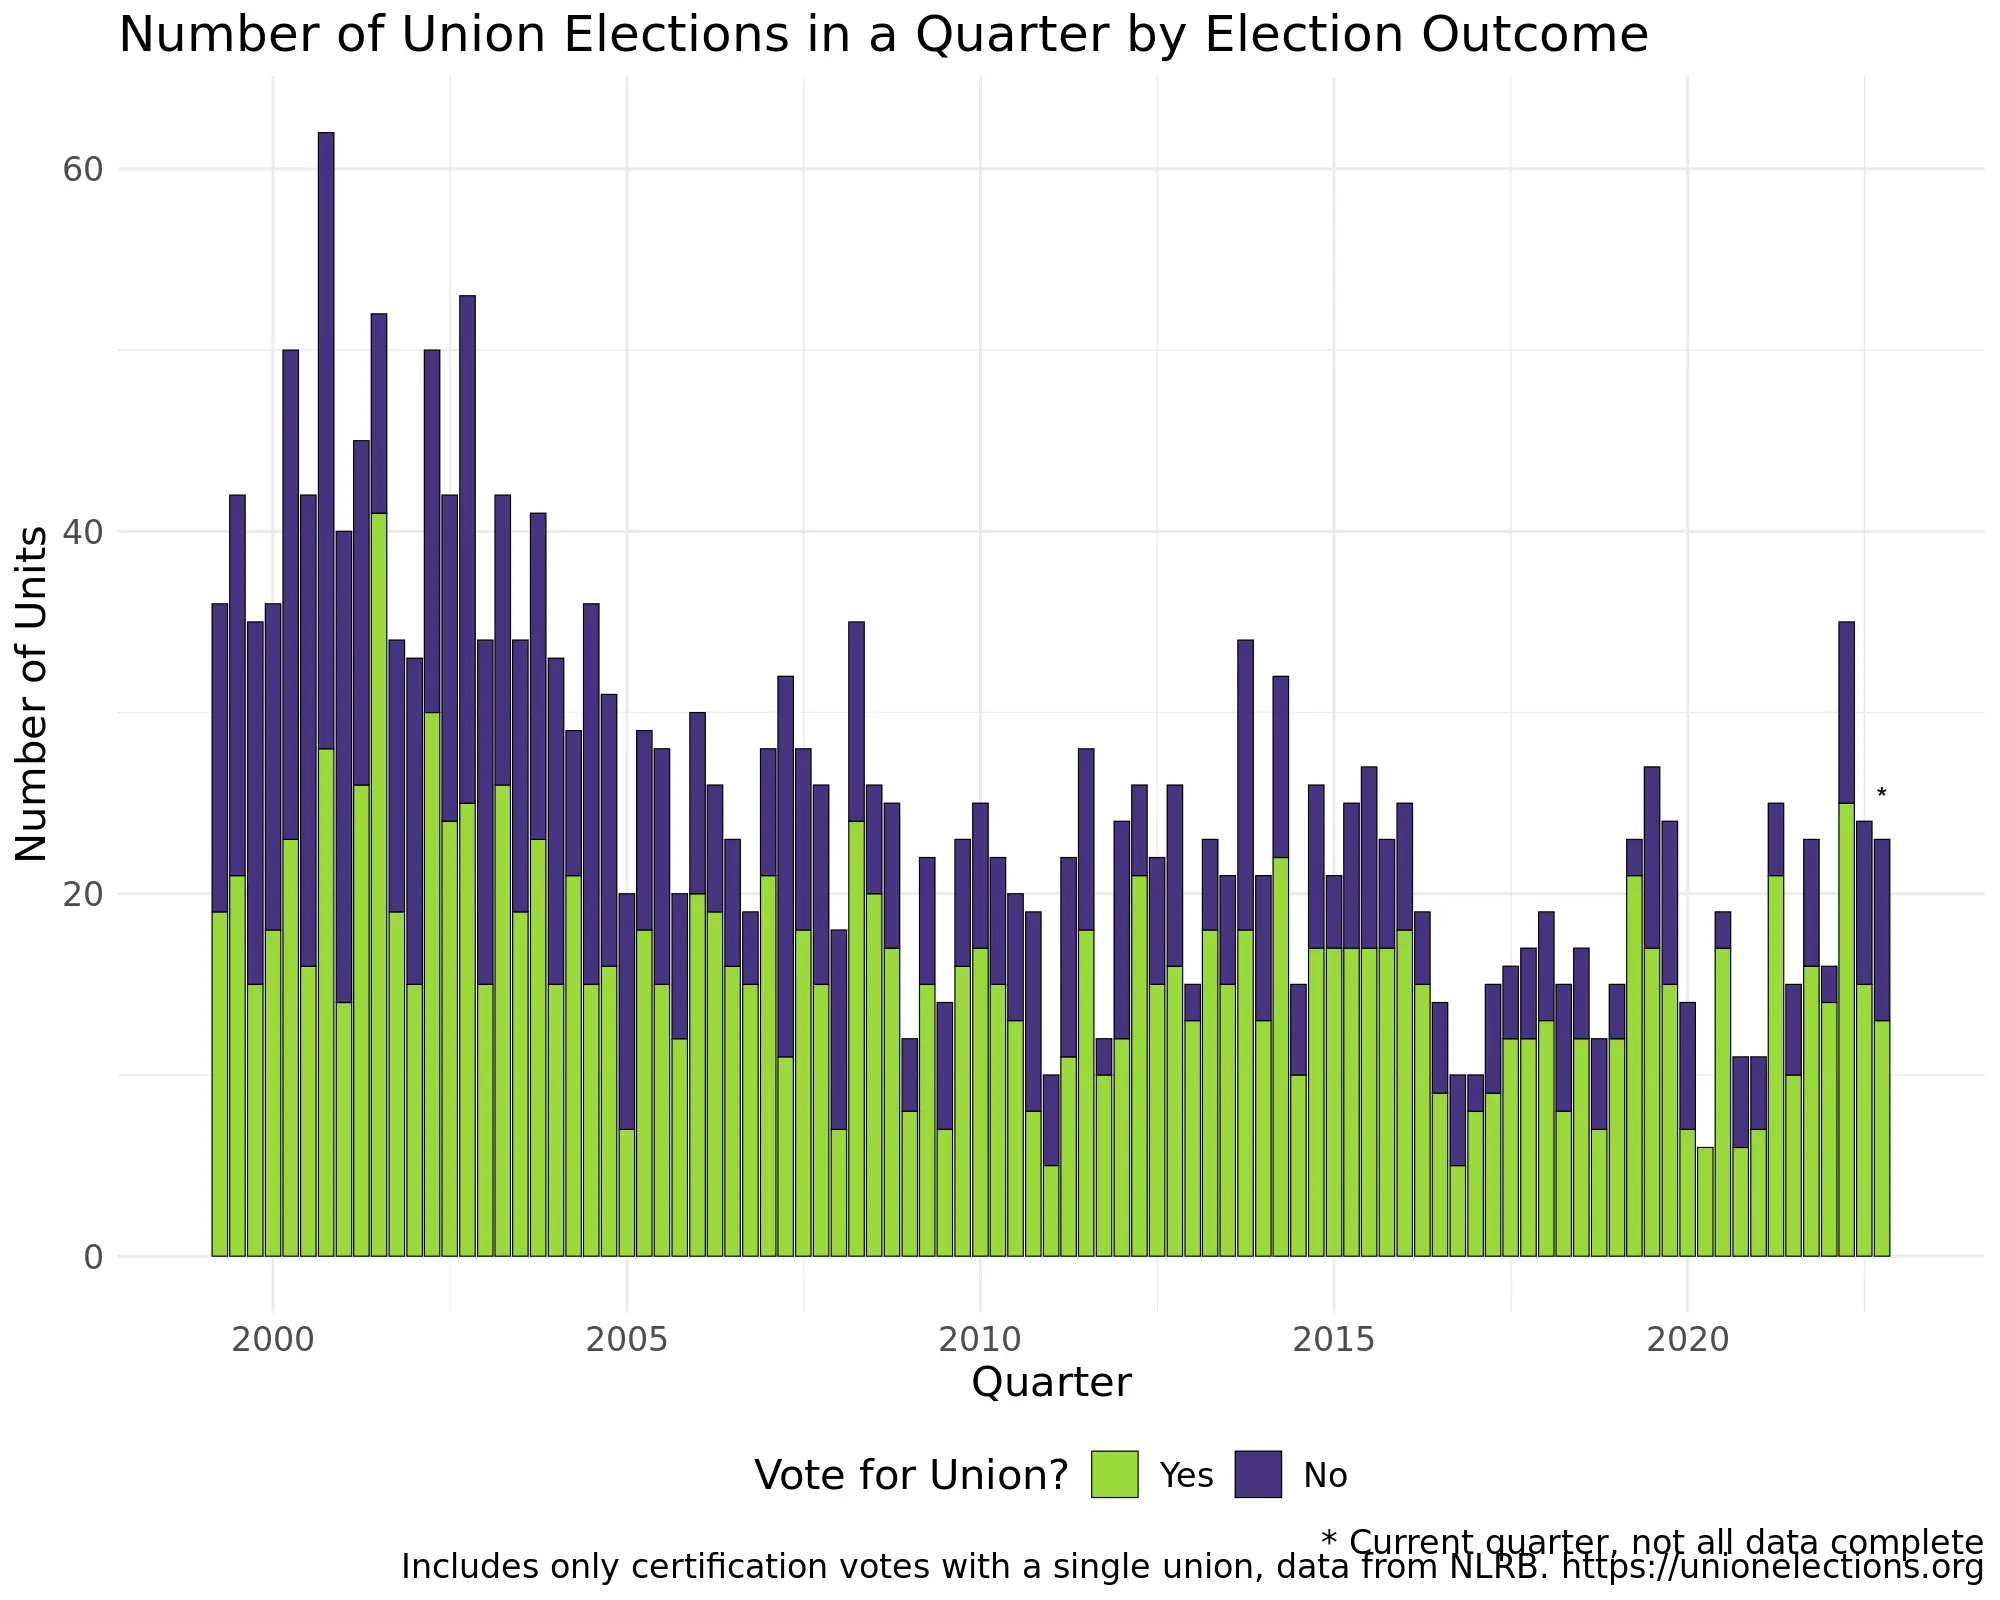 Number of Union Elections in a Quarter by Election Outcome
Number of Units
60
40
20
0
*
2000 2005 2010 2015 2020
Quarter
Vote for Union? Yes No
* Current quarter, not all data complete
Includes only certification votes with a single union, data from NLRB. https://unionelections.org